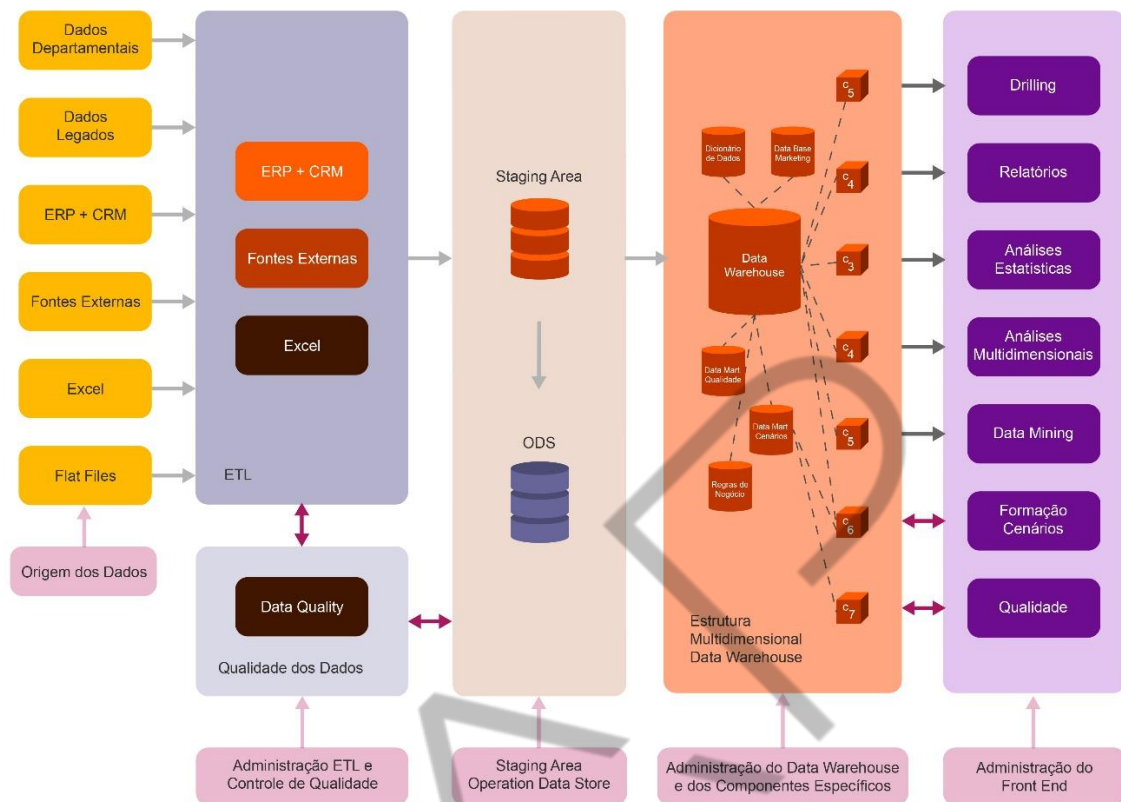 Dados
Departamentais
Dados
Legados
ERP + CRM
Fontes Externas
Excel
Flat Files
Origem dos Dados
ERP + CRM
Fontes Externas
Excel
ETL
Data Quality
Qualidade dos Dados
Administração ETL e
Controle de Qualidade
Staging Area
ODS
Staging Area
Operation Data Store
Dicionário
de Dados
Data Base
Marketing
Data
Warehouse
Data Mart
Qualidade
Data Mart
Cenários
Regras de
Negócio
C5
C4
C3
C4
C5
C6
C7
Estrutura
Multidimensional
Data Warehouse
Administração do Data Warehouse
e dos Componentes Específicos
Drilling
Relatórios
Análises
Estatísticas
Análises
Multidimensionais
Data Mining
Formação
Cenários
Qualidade
Administração do
Front End